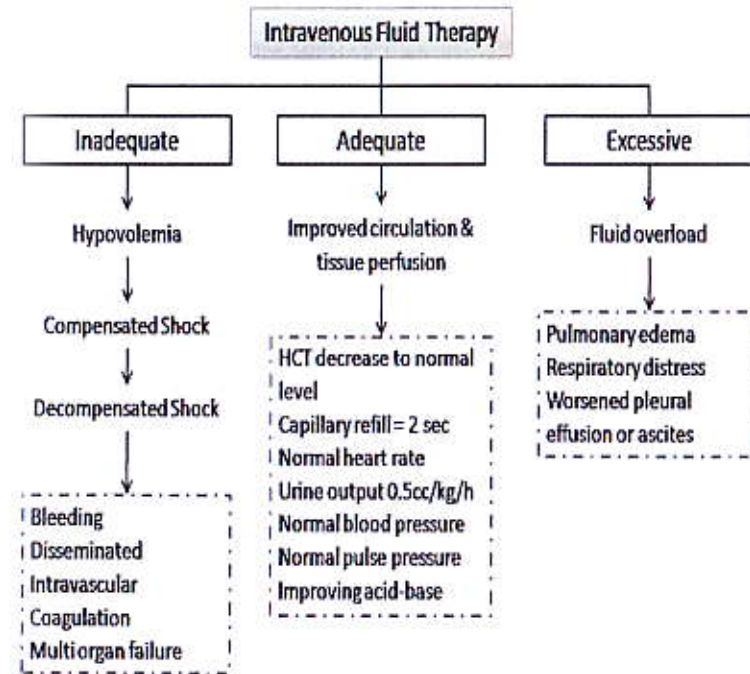 Intravenous Fluid Therapy
Inadequate
Hypovolemia
Compensated Shock
Decompensated Shock
Bleeding
Disseminated
Intravascular
Coagulation
Multi organ failure
Adequate
Improved circulation &
tissue perfusion
HCT decrease to normal
level
Capillary refill = 2 sec
Normal heart rate
Urine output 0.5cc/kg/h
Normal blood pressure
Normal pulse pressure
Improving acid-base
Excessive
Fluid overload
Pulmonary edema
Respiratory distress
Worsened pleural
effusion or ascites